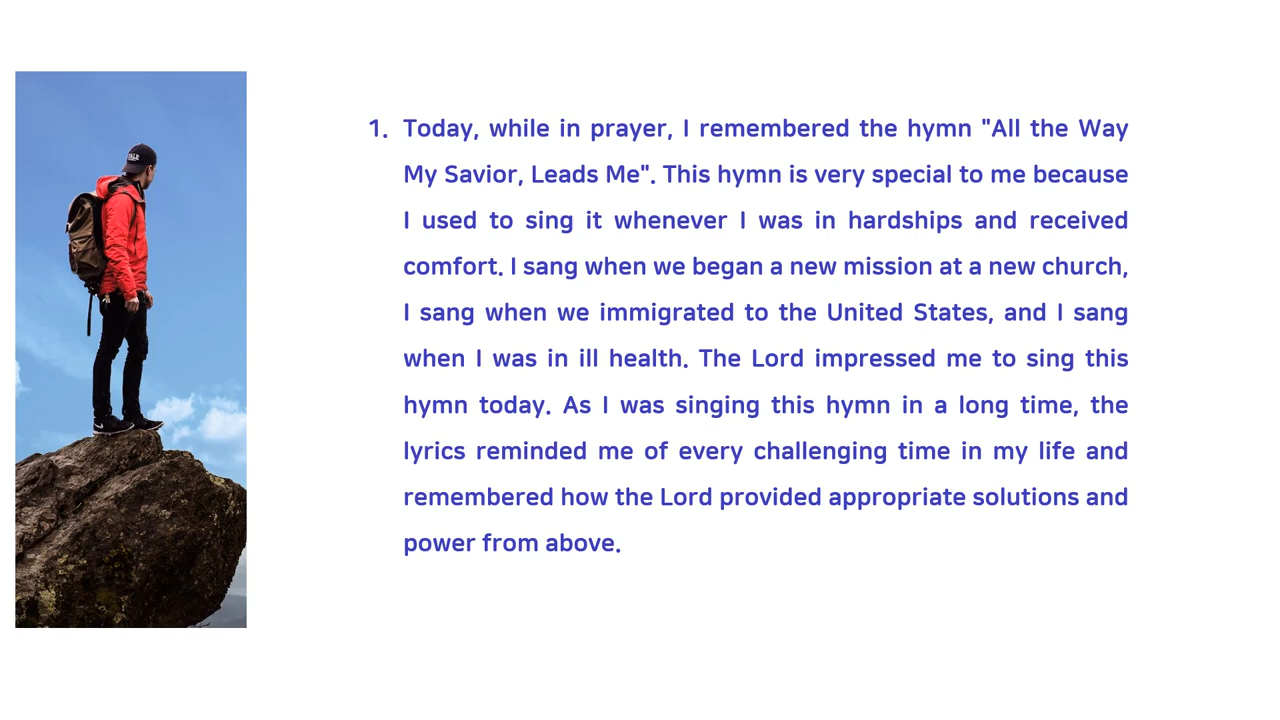 1. Today, while in prayer, I remembered the hymn "All the Way
My Savior, Leads Me". This hymn is very special to me because
I used to sing it whenever I was in hardships and received
comfort. I sang when we began a new mission at a new church,
I sang when we immigrated to the United States, and I sang
when I was in ill health. The Lord impressed me to sing this
hymn today. As I was singing this hymn in a long time, the
lyrics reminded me of every challenging time in my life and
remembered how the Lord provided appropriate solutions and
power from above.